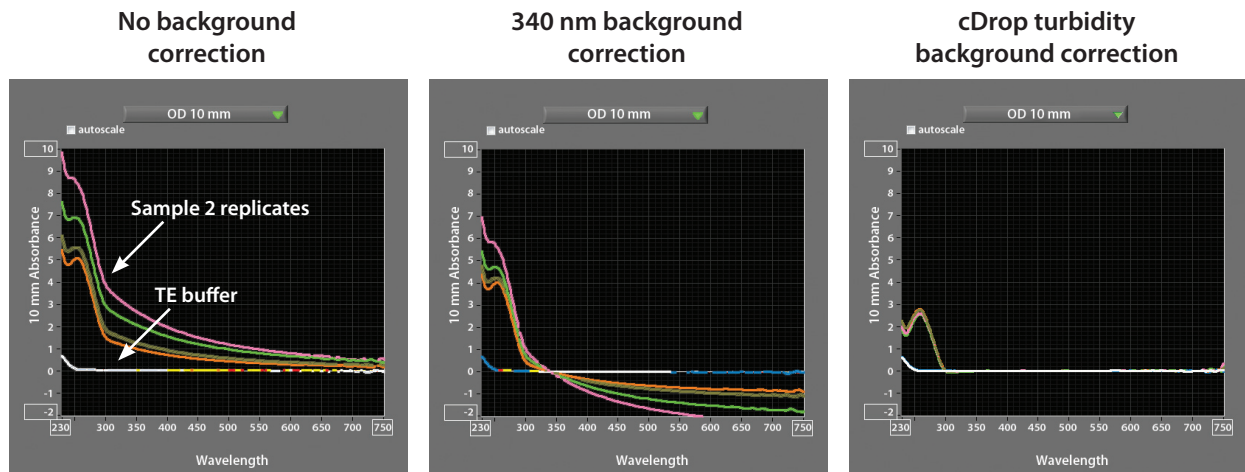 No background
correction
OD 10 mm
autoscale
10
9
8
7
6
5
4
3
2
1
0
-1
-2
10 mm Absorbance
Sample 2 replicates
TE buffer
230 300 350 400 450 500 550 600 650 700 750
Wavelength
340 nm background
correction
OD 10 mm
autoscale
10
9
8
7
6
5
4
3
2
1
0
-1
-2
10 mm Absorbance
230 300 350 400 450 500 550 600 650 700 750
Wavelength
cDrop turbidity
background correction
OD 10 mm
autoscale
10
9
8
7
6
5
4
3
2
1
0
-1
-2
10 mm Absorbance
230 300 350 400 450 500 550 600 650 700 750
Wavelength